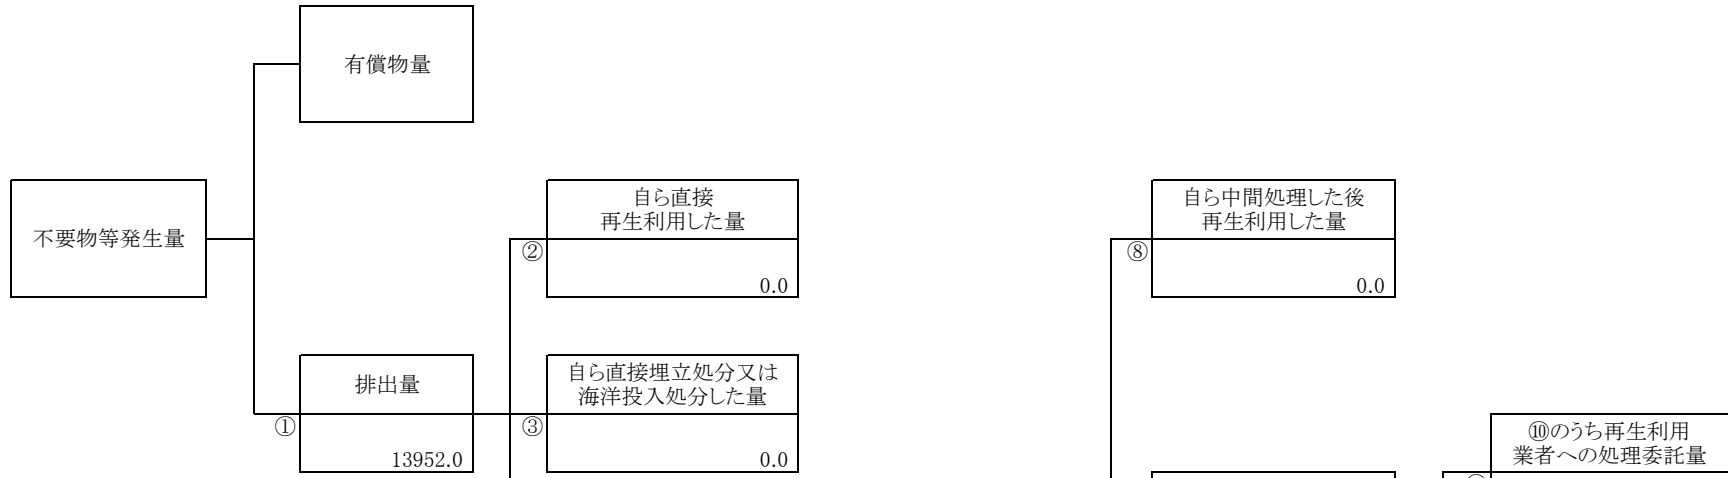 有償物量
不要物等発生量
自ら直接
再生利用した量
②
0.0
自ら中間処理した後
再生利用した量
⑧
0.0
排出量
①
13952.0
自ら直接埋立処分又は
海洋投入処分した量
③
0.0
⑩のうち再生利用
業者への処理委託量